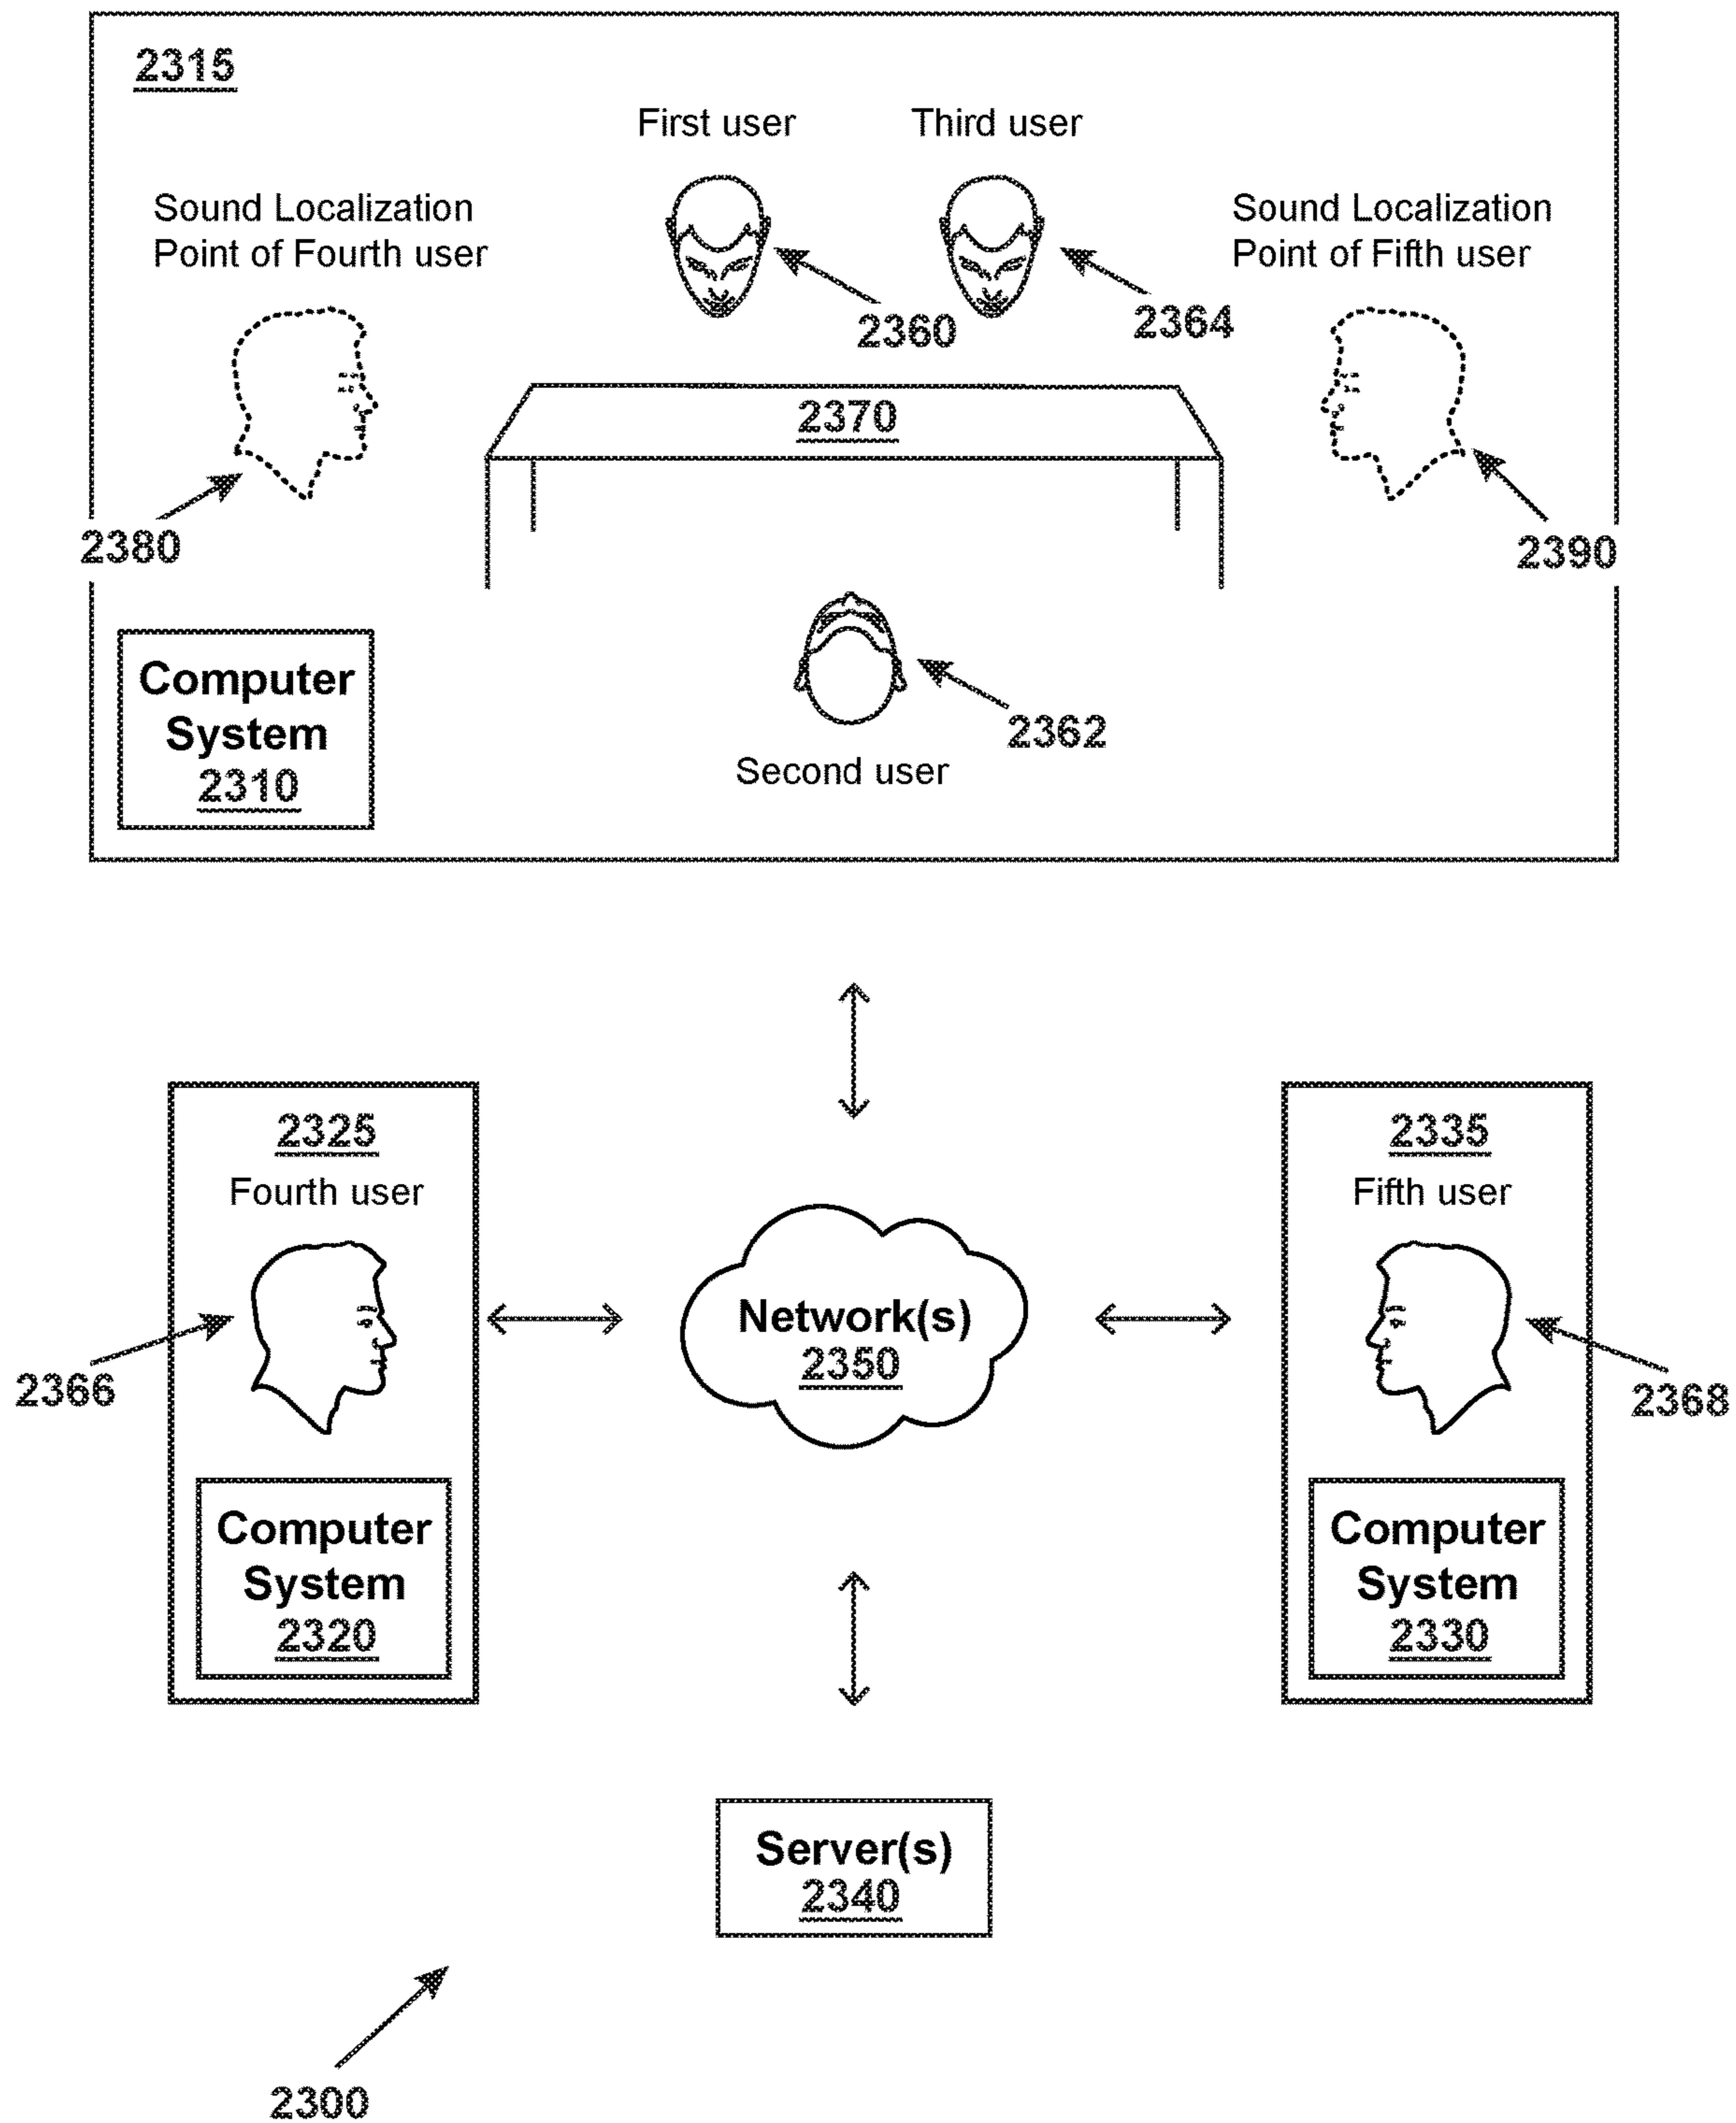 2315
First user
Third user
Sound Localization
Point of Fourth user
Sound Localization
Point of Fifth user
2360
2364
2370
2380
2390
Computer
System
2310
2362
Second user
2325
Fourth user
2335
Fifth user
Network(s)
2350
2366
2368
Computer
System
2320
Computer
System
2330
Server(s)
2340
2300